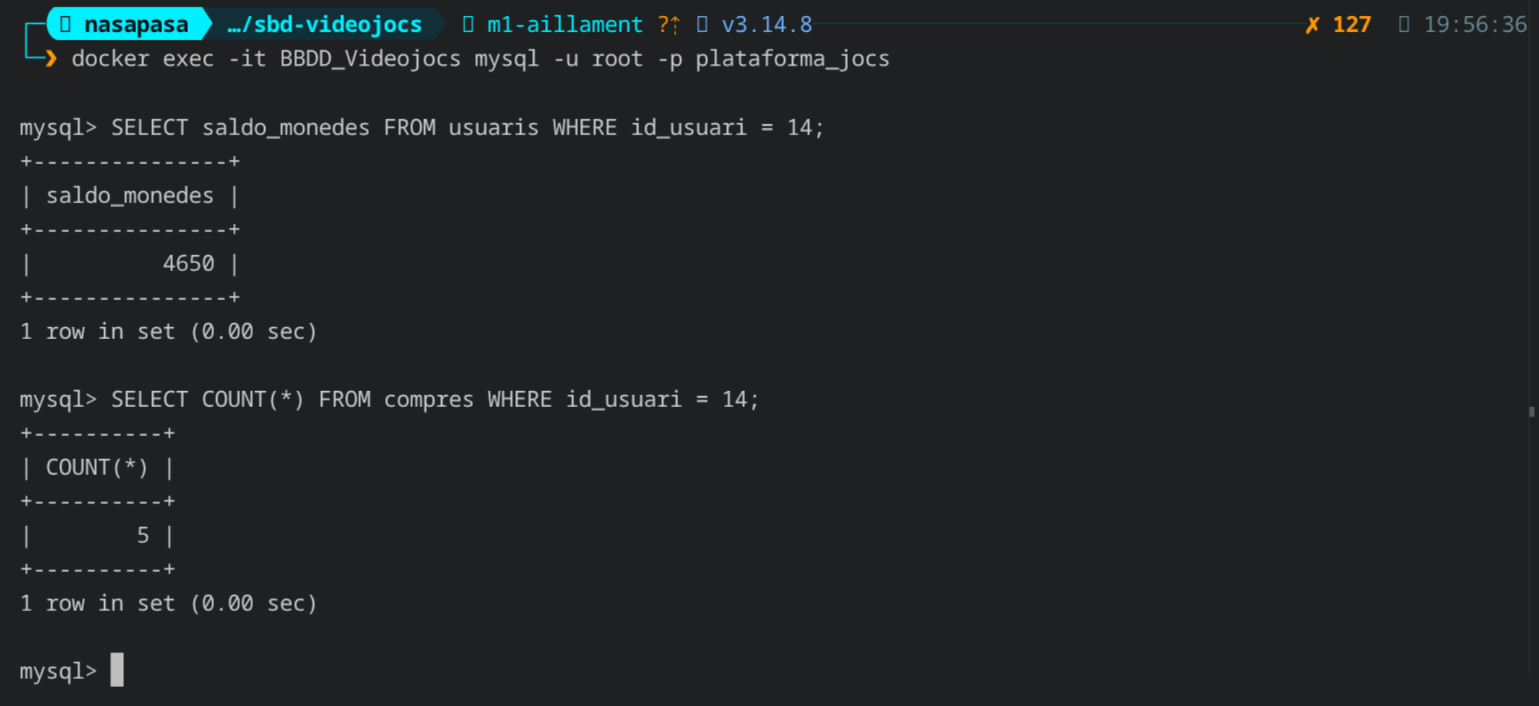 nasapasa …/sbd-videojocs m1-aillament ?⇡ v3.14.8 ✗ 127 19:56:36
❯ docker exec -it BBDD_Videojocs mysql -u root -p plataforma_jocs
mysql> SELECT saldo_monedes FROM usuaris WHERE id_usuari = 14;
+---------------+
| saldo_monedes |
+---------------+
|          4650 |
+---------------+
1 row in set (0.00 sec)
mysql> SELECT COUNT(*) FROM compres WHERE id_usuari = 14;
+----------+
| COUNT(*) |
+----------+
|        5 |
+----------+
1 row in set (0.00 sec)
mysql>